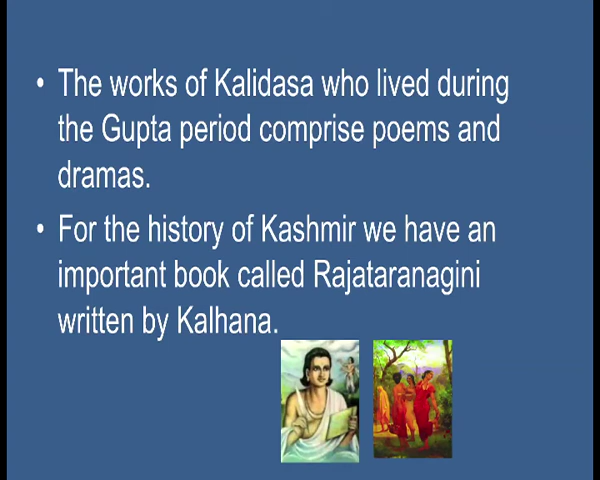 • The works of Kalidasa who lived during
the Gupta period comprise poems and
dramas.
• For the history of Kashmir we have an
important book called Rajataranagini
written by Kalhana.